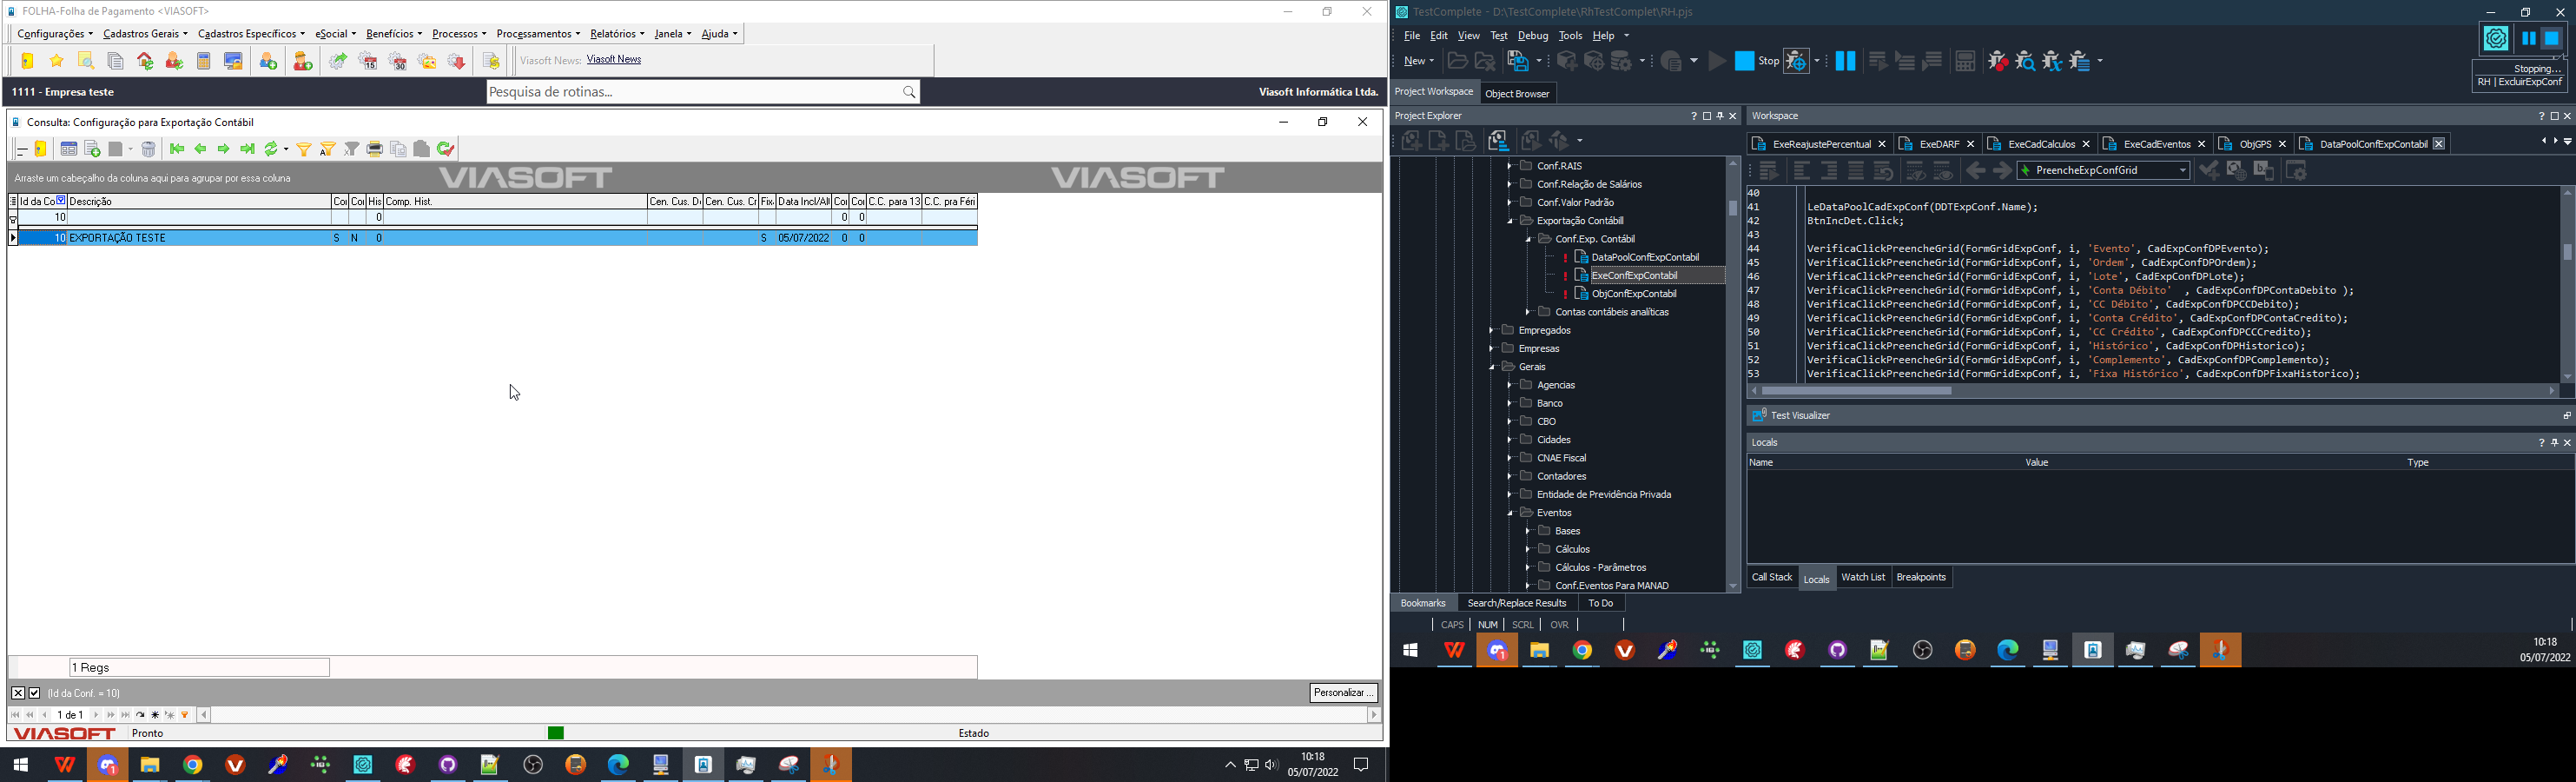 FOLHA-Folha de Pagamento <VIASOFT>
Configurações Cadastros Gerais Cadastros Específicos eSocial Benefícios Processos Processamentos Relatórios Janela Ajuda
Viasoft News: Viasoft News
1111 - Empresa teste
Pesquisa de rotinas...
Viasoft Informática Ltda.
Consulta: Configuração para Exportação Contábil
Arraste um cabeçalho da coluna aqui para agrupar por essa coluna
VIASOFT VIASOFT
Id da Co Descrição Coi Coi His Comp. Hist. Cen. Cus. D Cen. Cus. Cr Fix Data Incl/Alt Coi Coi C.C. para 13 C.C. pra Féri
10 0 0 0
10 EXPORTAÇÃO TESTE S N 0 S 05/07/2022 0 0
1 Regs
(Id da Conf. = 10)
Personalizar ...
1 de 1
VIASOFT Pronto Estado
10:18
05/07/2022
TestComplete - D:\TestComplete\RhTestComplet\RH.pjs
File Edit View Test Debug Tools Help
New
Stop
Stopping...
RH | ExcluirExpConf
Project Workspace Object Browser
Project Explorer
Conf.RAIS
Conf.Relação de Salários
Conf.Valor Padrão
Exportação Contábill
Conf.Exp. Contábil
DataPoolConfExpContabil
ExeConfExpContabil
ObjConfExpContabil
Contas contábeis analíticas
Empregados
Empresas
Gerais
Agencias
Banco
CBO
Cidades
CNAE Fiscal
Contadores
Entidade de Previdência Privada
Eventos
Bases
Cálculos
Cálculos - Parâmetros
Conf.Eventos Para MANAD
Bookmarks Search/Replace Results To Do
CAPS NUM SCRL OVR
Workspace
ExeReajustePercentual ExeDARF ExeCadCalculos ExeCadEventos ObjGPS DataPoolConfExpContabil
PreencheExpConfGrid
40
41 LeDataPoolCadExpConf(DDTExpConf.Name);
42 BtnIncDet.Click;
43
44 VerificaClickPreencheGrid(FormGridExpConf, i, 'Evento', CadExpConfDPEvento);
45 VerificaClickPreencheGrid(FormGridExpConf, i, 'Ordem', CadExpConfDPOrdem);
46 VerificaClickPreencheGrid(FormGridExpConf, i, 'Lote', CadExpConfDPLote);
47 VerificaClickPreencheGrid(FormGridExpConf, i, 'Conta Débito' , CadExpConfDPContaDebito );
48 VerificaClickPreencheGrid(FormGridExpConf, i, 'CC Débito', CadExpConfDPCCDebito);
49 VerificaClickPreencheGrid(FormGridExpConf, i, 'Conta Crédito', CadExpConfDPContaCredito);
50 VerificaClickPreencheGrid(FormGridExpConf, i, 'CC Crédito', CadExpConfDPCCCredito);
51 VerificaClickPreencheGrid(FormGridExpConf, i, 'Histórico', CadExpConfDPHistorico);
52 VerificaClickPreencheGrid(FormGridExpConf, i, 'Complemento', CadExpConfDPComplemento);
53 VerificaClickPreencheGrid(FormGridExpConf, i, 'Fixa Histórico', CadExpConfDPFixaHistorico);
Test Visualizer
Locals
Name Value Type
Call Stack Locals Watch List Breakpoints
10:18
05/07/2022